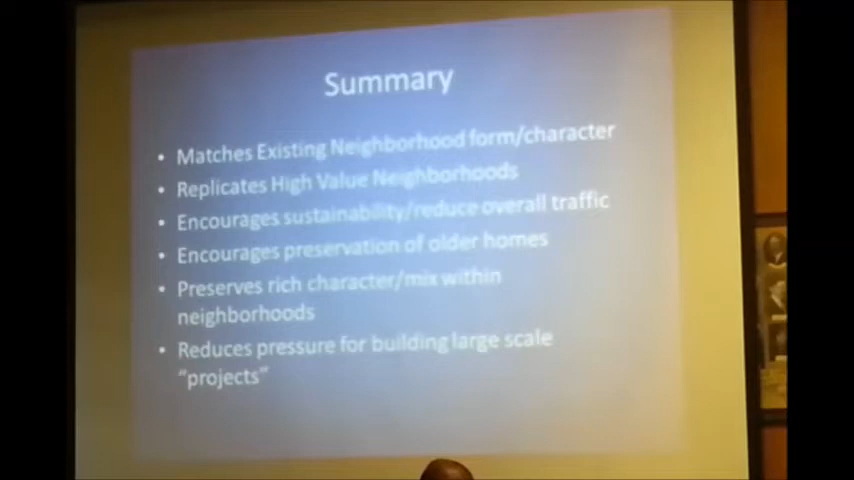 Summary
• Matches Existing Neighborhood form/character
• Replicates High Value Neighborhoods
• Encourages sustainability/reduce overall traffic
• Encourages preservation of older homes
• Preserves rich character/mix within
neighborhoods
• Reduces pressure for building large scale
"projects"